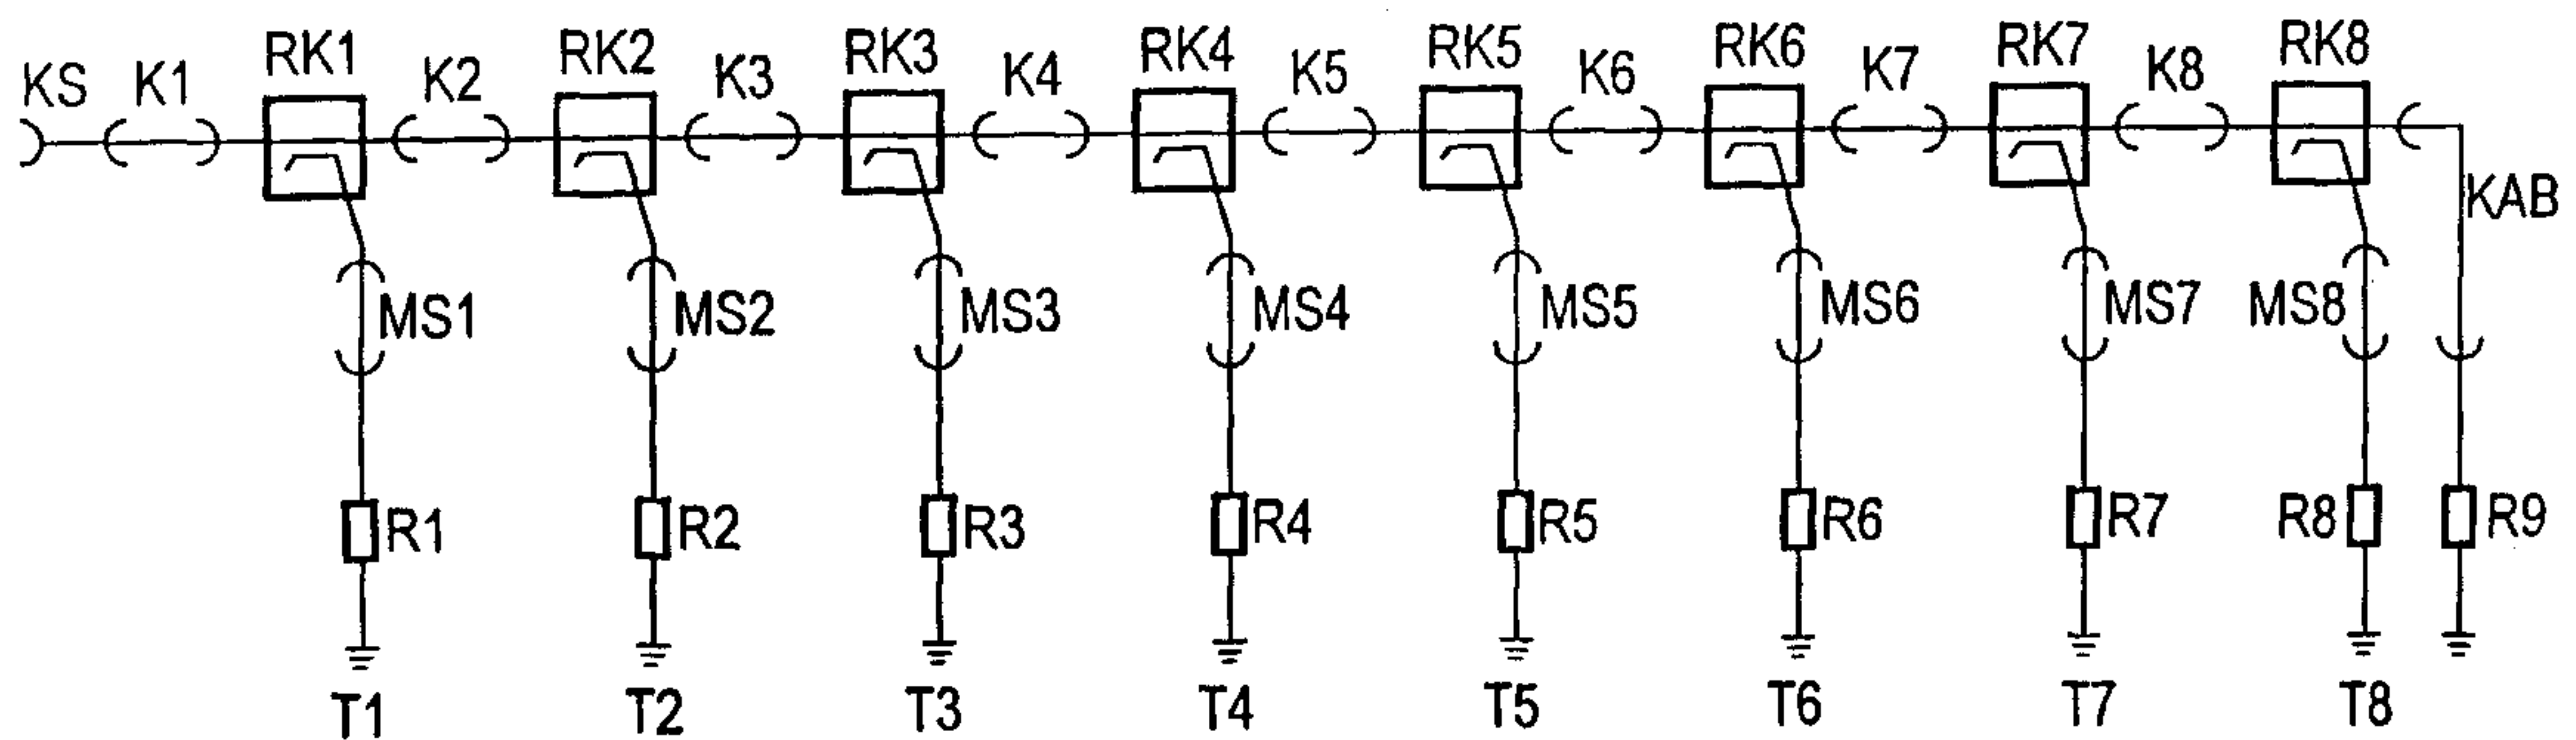 KS K1 RK1 K2 RK2 K3 RK3 K4 RK4 K5 RK5 K6 RK6 K7 RK7 K8 RK8
KAB
MS1 MS2 MS3 MS4 MS5 MS6 MS7 MS8
R1 R2 R3 R4 R5 R6 R7 R8 R9
T1 T2 T3 T4 T5 T6 T7 T8